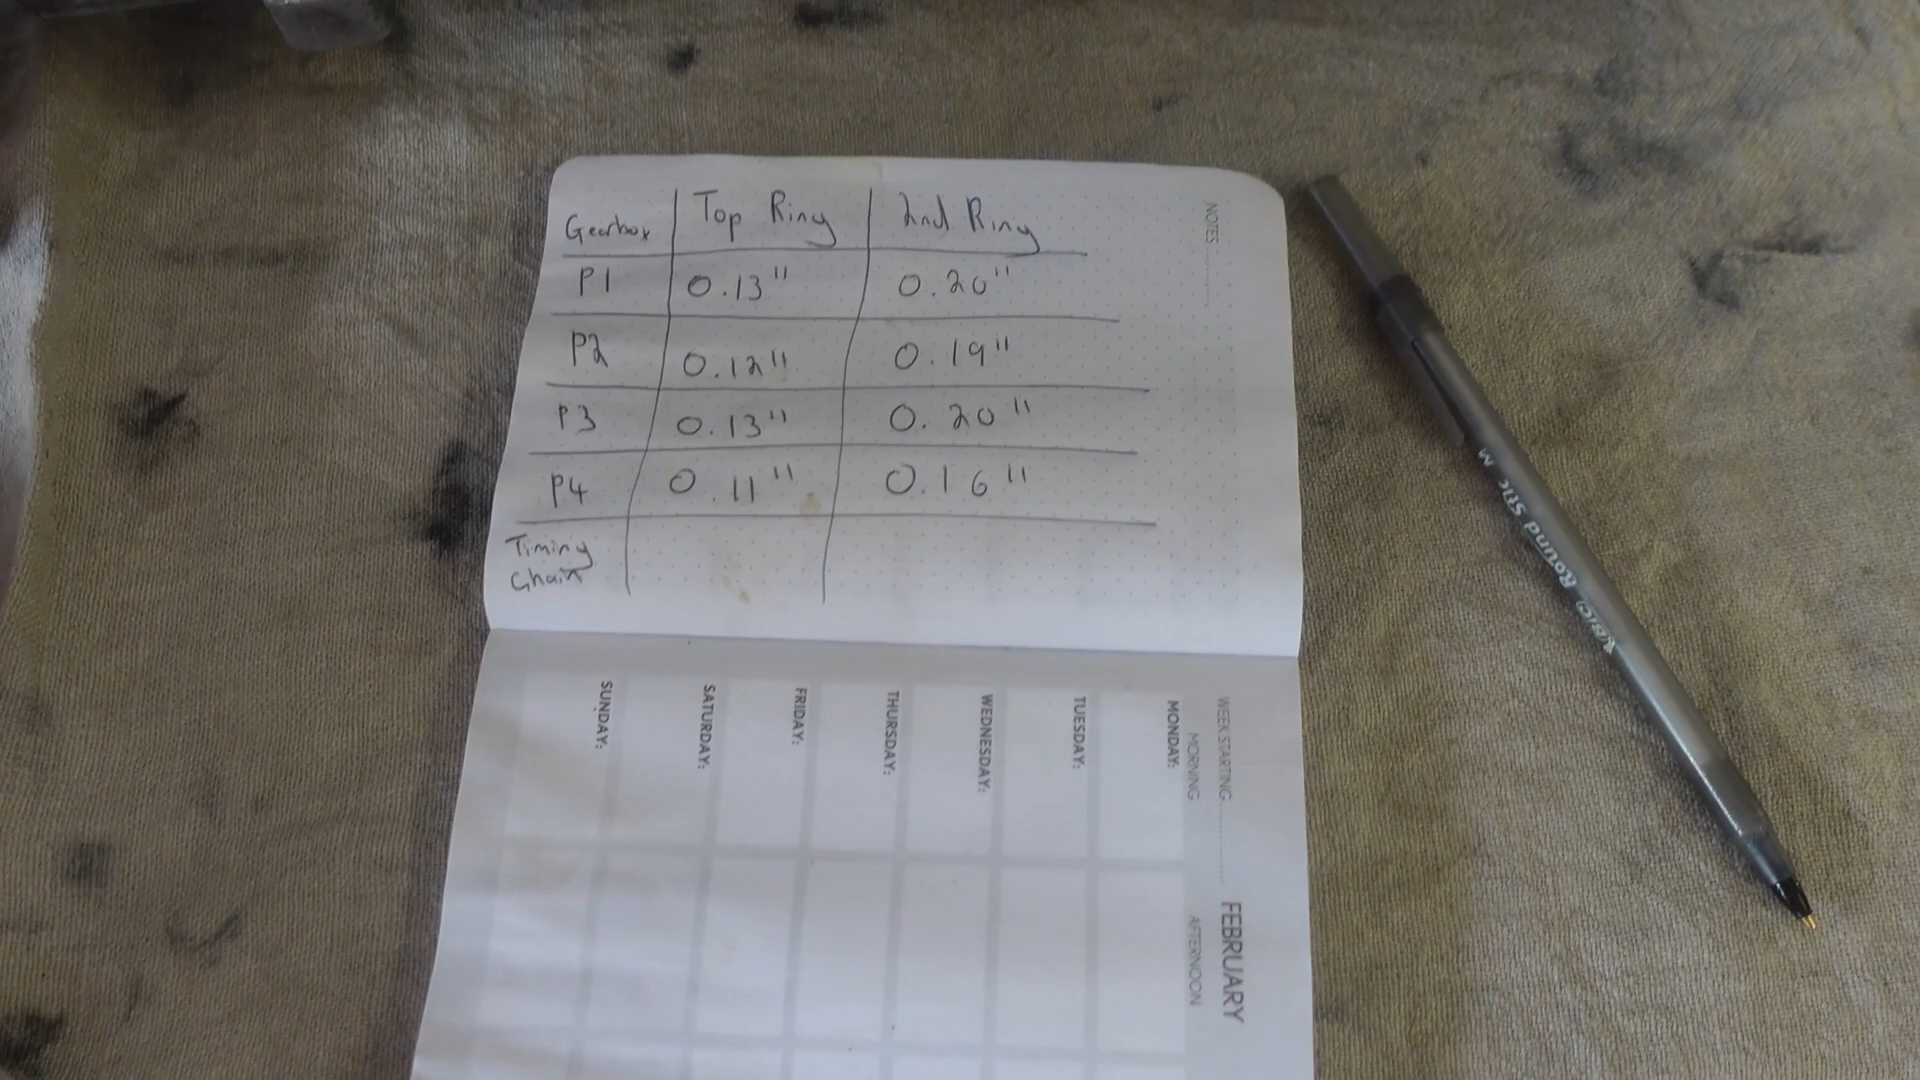 Gearbox Top Ring 2nd Ring
P1 0.13" 0.20"
P2 0.12" 0.19"
P3 0.13" 0.20"
P4 0.11" 0.16"
Timing
Chain
NOTES:
WEEK STARTING FEBRUARY
MORNING AFTERNOON
MONDAY:
TUESDAY:
WEDNESDAY:
THURSDAY:
FRIDAY:
SATURDAY:
SUNDAY:
BIC Round Stic M